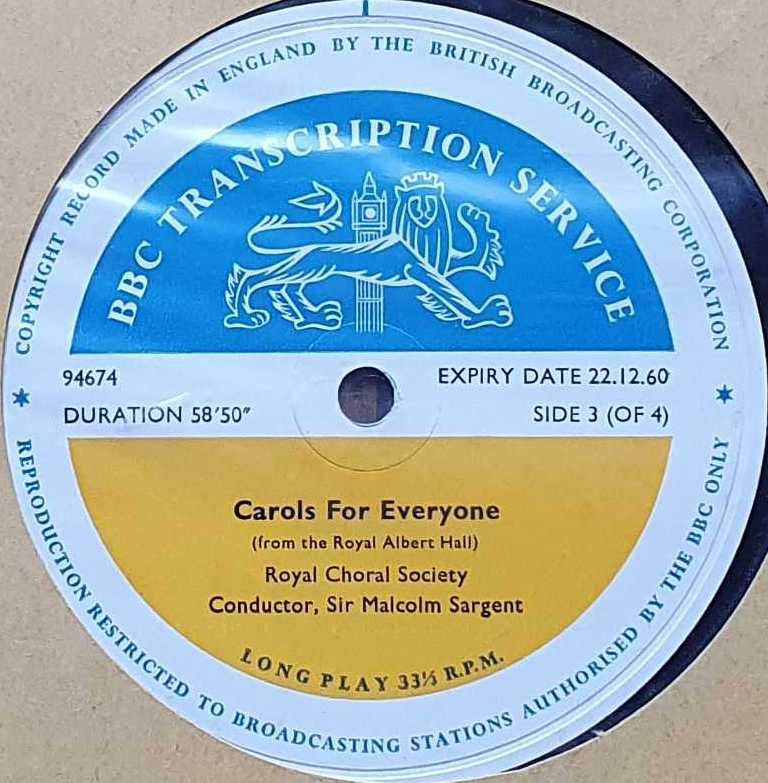 COPYRIGHT RECORD MADE IN ENGLAND BY THE BRITISH BROADCASTING CORPORATION
BBC TRANSCRIPTION SERVICE
94674
EXPIRY DATE 22.12.60
DURATION 58'50"
SIDE 3 (OF 4)
Carols For Everyone
(from the Royal Albert Hall)
Royal Choral Society
Conductor, Sir Malcolm Sargent
LONG PLAY 33⅓ R.P.M.
REPRODUCTION RESTRICTED TO BROADCASTING STATIONS AUTHORISED BY THE BBC ONLY